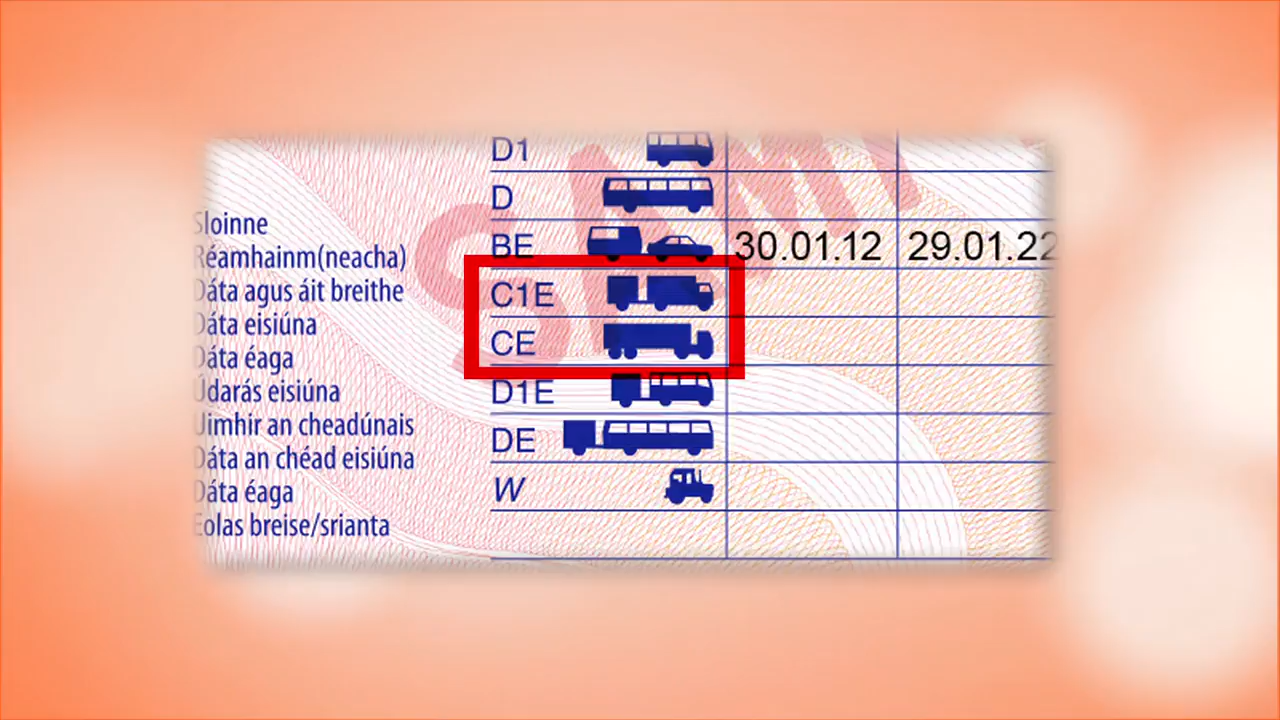 SAMP
D1
D
BE 30.01.12 29.01.22
C1E
CE
D1E
DE
W
Sloinne
Réamhainm(neacha)
Dáta agus áit breithe
Dáta eisiúna
Dáta éaga
Údarás eisiúna
Uimhir an cheadúnais
Dáta an chéad eisiúna
Dáta éaga
Eolas breise/srianta